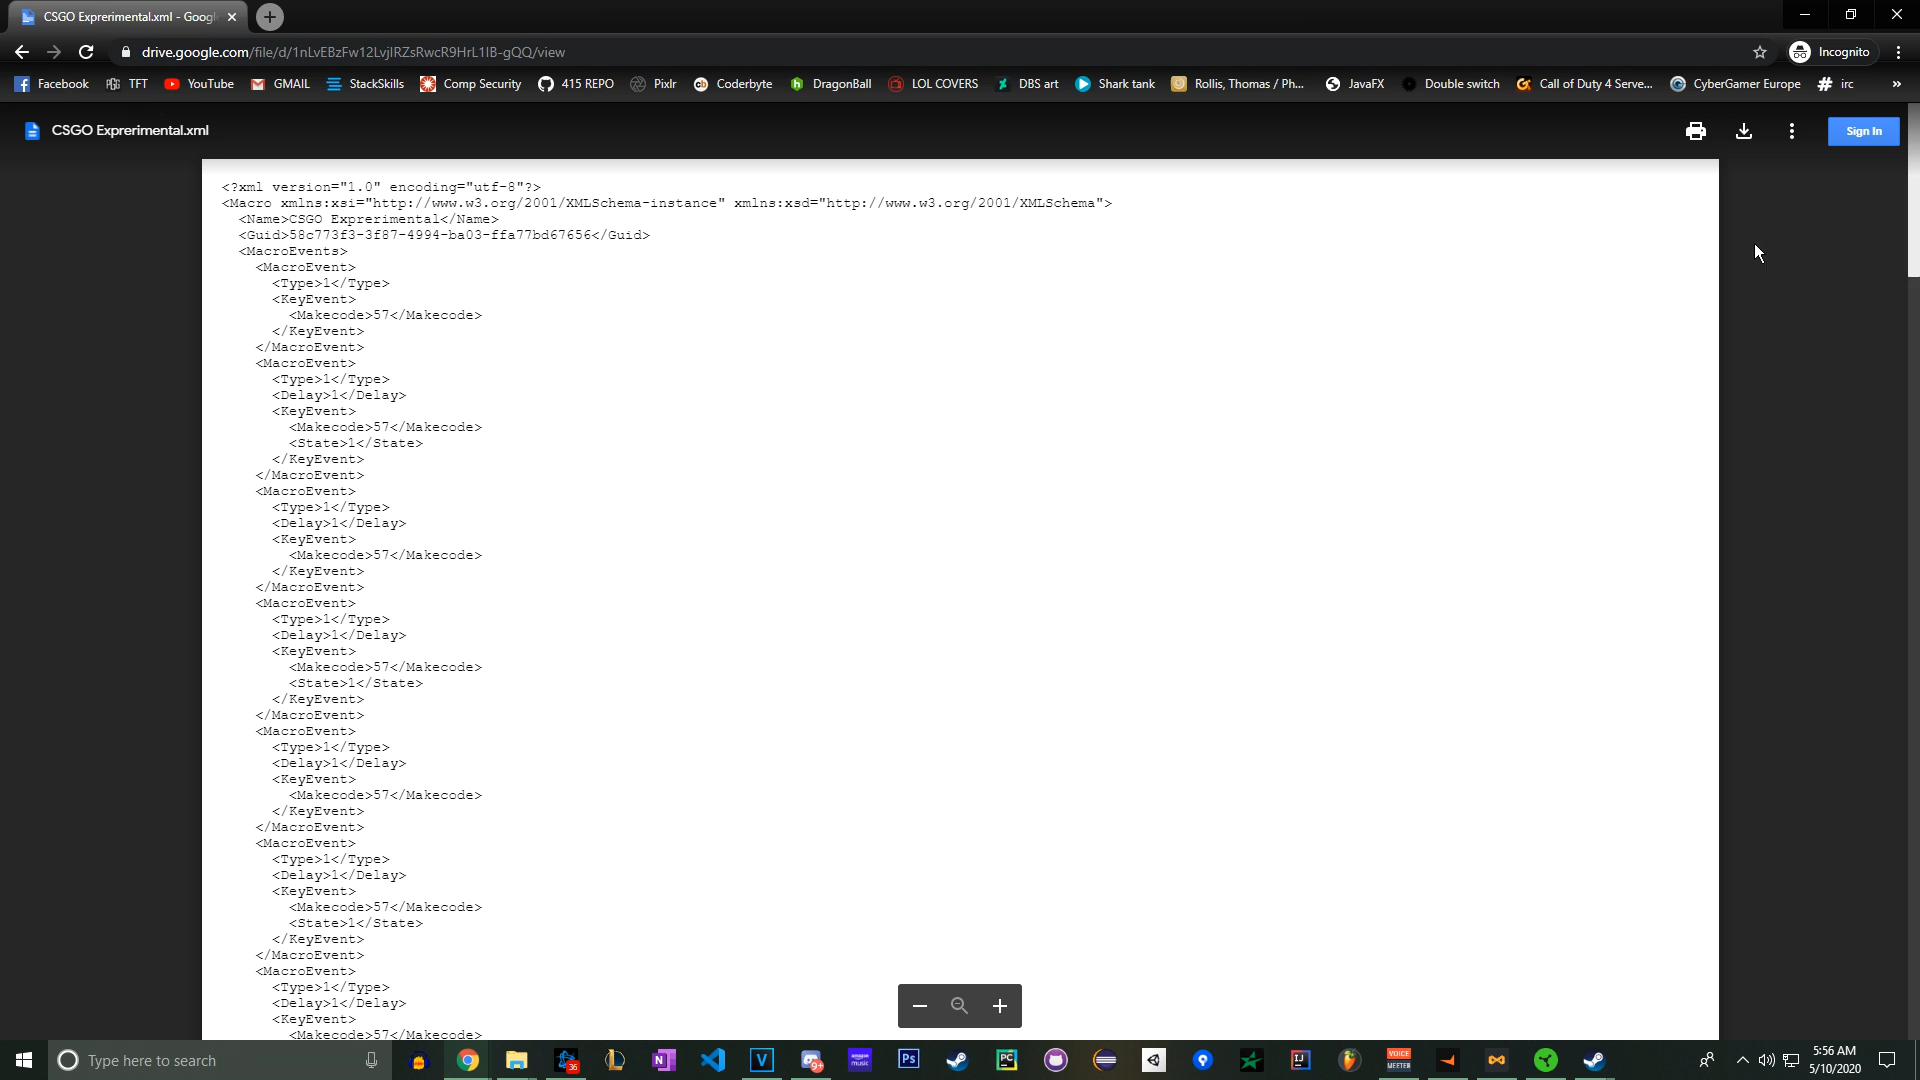 CSGO Exprerimental.xml - Googl
drive.google.com/file/d/1nLvEBzFw12LvjlRZsRwcR9HrL1lB-gQQ/view
Incognito
Facebook
TFT
YouTube
GMAIL
StackSkills
Comp Security
415 REPO
Pixlr
Coderbyte
DragonBall
LOL COVERS
DBS art
Shark tank
Rollis, Thomas / Ph...
JavaFX
Double switch
Call of Duty 4 Serve...
CyberGamer Europe
irc
CSGO Exprerimental.xml
Sign In
<?xml version="1.0" encoding="utf-8"?>
<Macro xmlns:xsi="http://www.w3.org/2001/XMLSchema-instance" xmlns:xsd="http://www.w3.org/2001/XMLSchema">
<Name>CSGO Exprerimental</Name>
<Guid>58c773f3-3f87-4994-ba03-ffa77bd67656</Guid>
<MacroEvents>
<MacroEvent>
<Type>1</Type>
<KeyEvent>
<Makecode>57</Makecode>
</KeyEvent>
</MacroEvent>
<MacroEvent>
<Type>1</Type>
<Delay>1</Delay>
<KeyEvent>
<Makecode>57</Makecode>
<State>1</State>
</KeyEvent>
</MacroEvent>
<MacroEvent>
<Type>1</Type>
<Delay>1</Delay>
<KeyEvent>
<Makecode>57</Makecode>
</KeyEvent>
</MacroEvent>
<MacroEvent>
<Type>1</Type>
<Delay>1</Delay>
<KeyEvent>
<Makecode>57</Makecode>
<State>1</State>
</KeyEvent>
</MacroEvent>
<MacroEvent>
<Type>1</Type>
<Delay>1</Delay>
<KeyEvent>
<Makecode>57</Makecode>
</KeyEvent>
</MacroEvent>
<MacroEvent>
<Type>1</Type>
<Delay>1</Delay>
<KeyEvent>
<Makecode>57</Makecode>
<State>1</State>
</KeyEvent>
</MacroEvent>
<MacroEvent>
<Type>1</Type>
<Delay>1</Delay>
<KeyEvent>
<Makecode>57</Makecode>
Type here to search
5:56 AM
5/10/2020